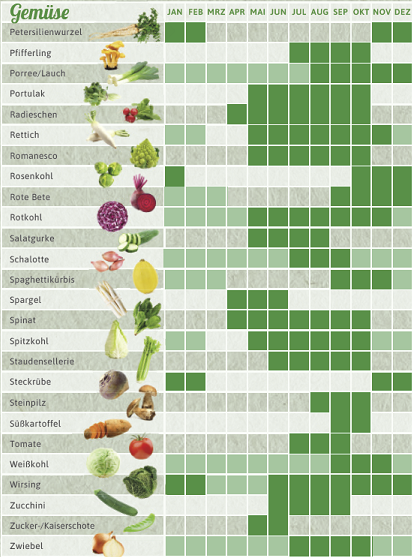 Gemüse JAN FEB MRZ APR MAI JUN JUL AUG SEP OKT NOV DEZ
Petersilienwurzel
Pfifferling
Porree/Lauch
Portulak
Radieschen
Rettich
Romanesco
Rosenkohl
Rote Bete
Rotkohl
Salatgurke
Schalotte
Spaghettikürbis
Spargel
Spinat
Spitzkohl
Staudensellerie
Steckrübe
Steinpilz
Süßkartoffel
Tomate
Weißkohl
Wirsing
Zucchini
Zucker-/Kaiserschote
Zwiebel